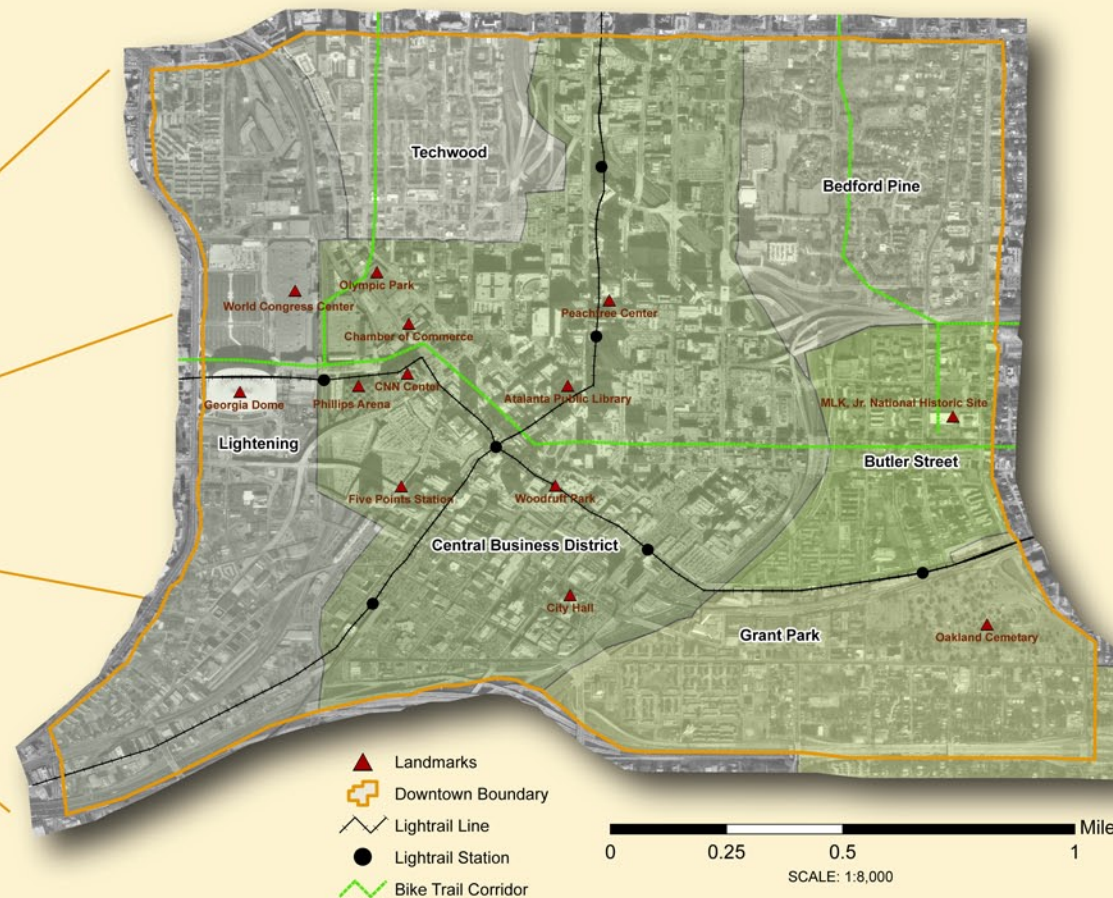 Techwood
Bedford Pine
Olympic Park
World Congress Center
Peachtree Center
Chamber of Commerce
CNN Centel
Georgia Dome
Phillips Arena
Atalanta Public Library
MLK, Jr. National Historic Site
Lightening
Butler Street
Five Points Station
Woodruft Park
Central Business District
City Hall
Grant Park
Oakland Cemetary
Landmarks
Downtown Boundary
Lightrail Line
Lightrail Station
Bike Trail Corridor
Mile
0 0.25 0.5 1
SCALE: 1:8,000